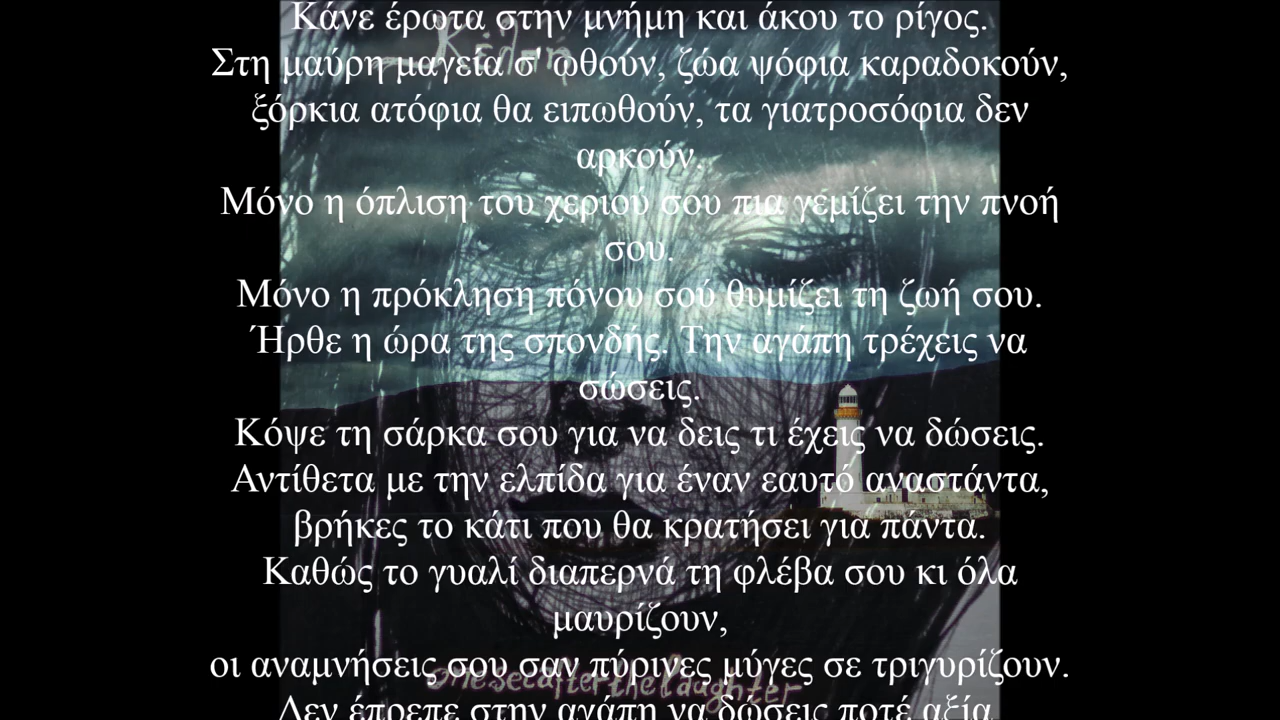 Κάνε έρωτα στην μνήμη και άκου το ρίγος.
Στη μαύρη μαγεία σ' ωθούν, ζώα ψόφια καραδοκούν,
ξόρκια ατόφια θα ειπωθούν, τα γιατροσόφια δεν
αρκούν.
Μόνο η όπλιση του χεριού σου πια γεμίζει την πνοή
σου.
Μόνο η πρόκληση πόνου σού θυμίζει τη ζωή σου.
Ήρθε η ώρα της σπονδής. Την αγάπη τρέχεις να
σώσεις.
Κόψε τη σάρκα σου για να δεις τι έχεις να δώσεις.
Αντίθετα με την ελπίδα για έναν εαυτό αναστάντα,
βρήκες το κάτι που θα κρατήσει για πάντα.
Καθώς το γυαλί διαπερνά τη φλέβα σου κι όλα
μαυρίζουν,
οι αναμνήσεις σου σαν πύρινες μύγες σε τριγυρίζουν.
onesecafterthelaughter
Δεν έπρεπε στην αγάπη να δώσεις ποτέ αξία